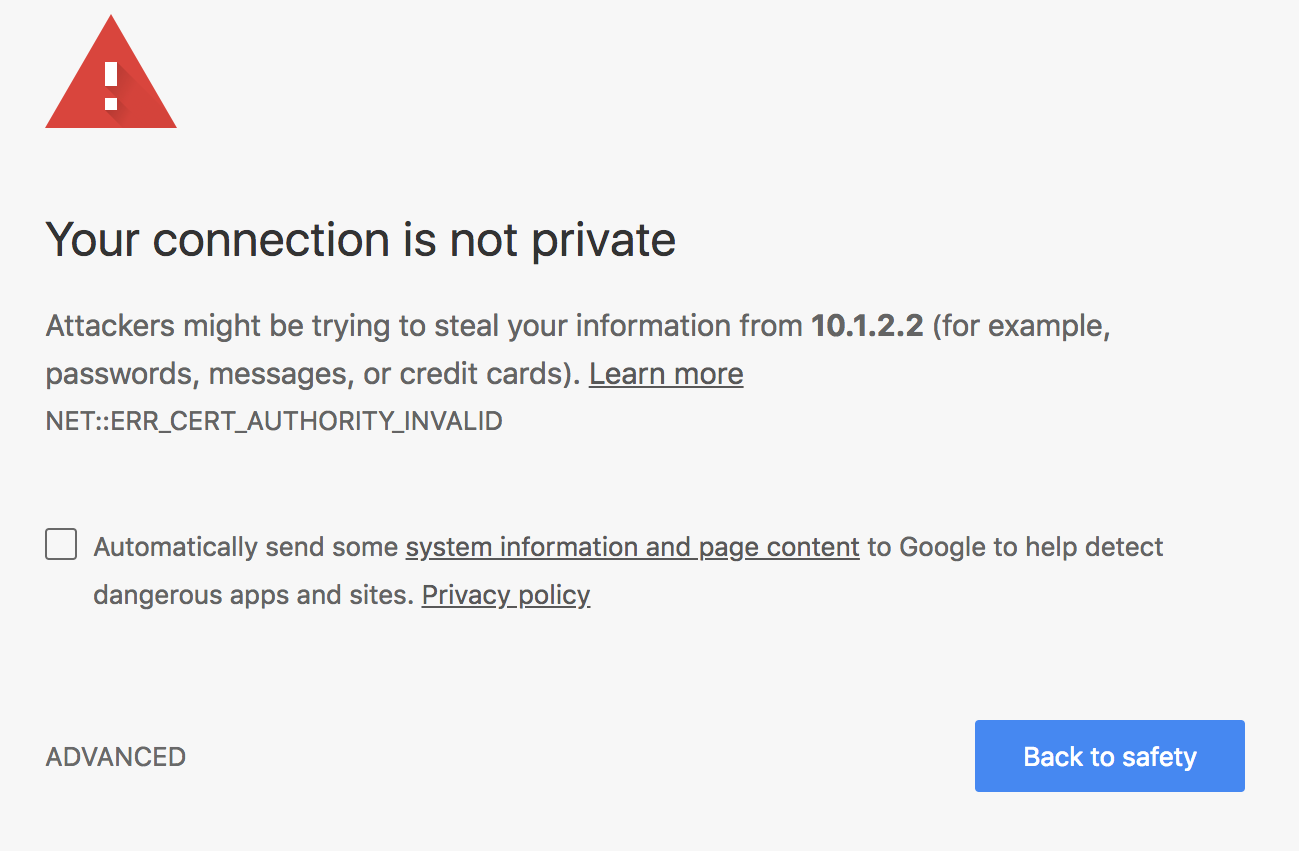 Your connection is not private
Attackers might be trying to steal your information from 10.1.2.2 (for example,
passwords, messages, or credit cards). Learn more
NET::ERR_CERT_AUTHORITY_INVALID
Automatically send some system information and page content to Google to help detect
dangerous apps and sites. Privacy policy
ADVANCED
Back to safety